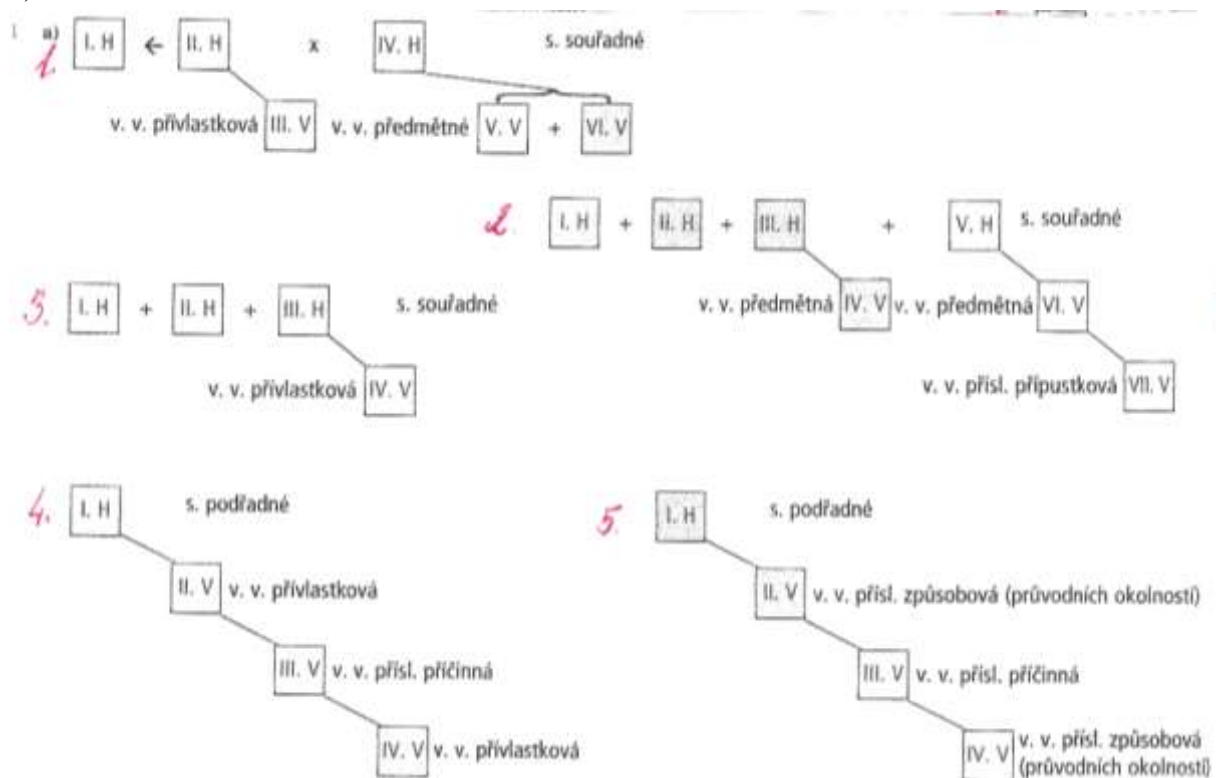 a) I. H ← II. H x IV. H s. souřadné
1.
v. v. přívlastková III. V v. v. předmětné V. V + VI. V
2. I. H + II. H + III. H + V. H s. souřadné
v. v. předmětná IV. V v. v. předmětná VI. V
v. v. přísl. přípustková VII. V
3. I. H + II. H + III. H s. souřadné
v. v. přívlastková IV. V
4. I. H s. podřadné
II. V v. v. přívlastková
III. V v. v. přísl. příčinná
IV. V v. v. přívlastková
5. I. H s. podřadné
II. V v. v. přísl. způsobová (průvodních okolností)
III. V v. v. přísl. příčinná
IV. V v. v. přísl. způsobová
(průvodních okolností)